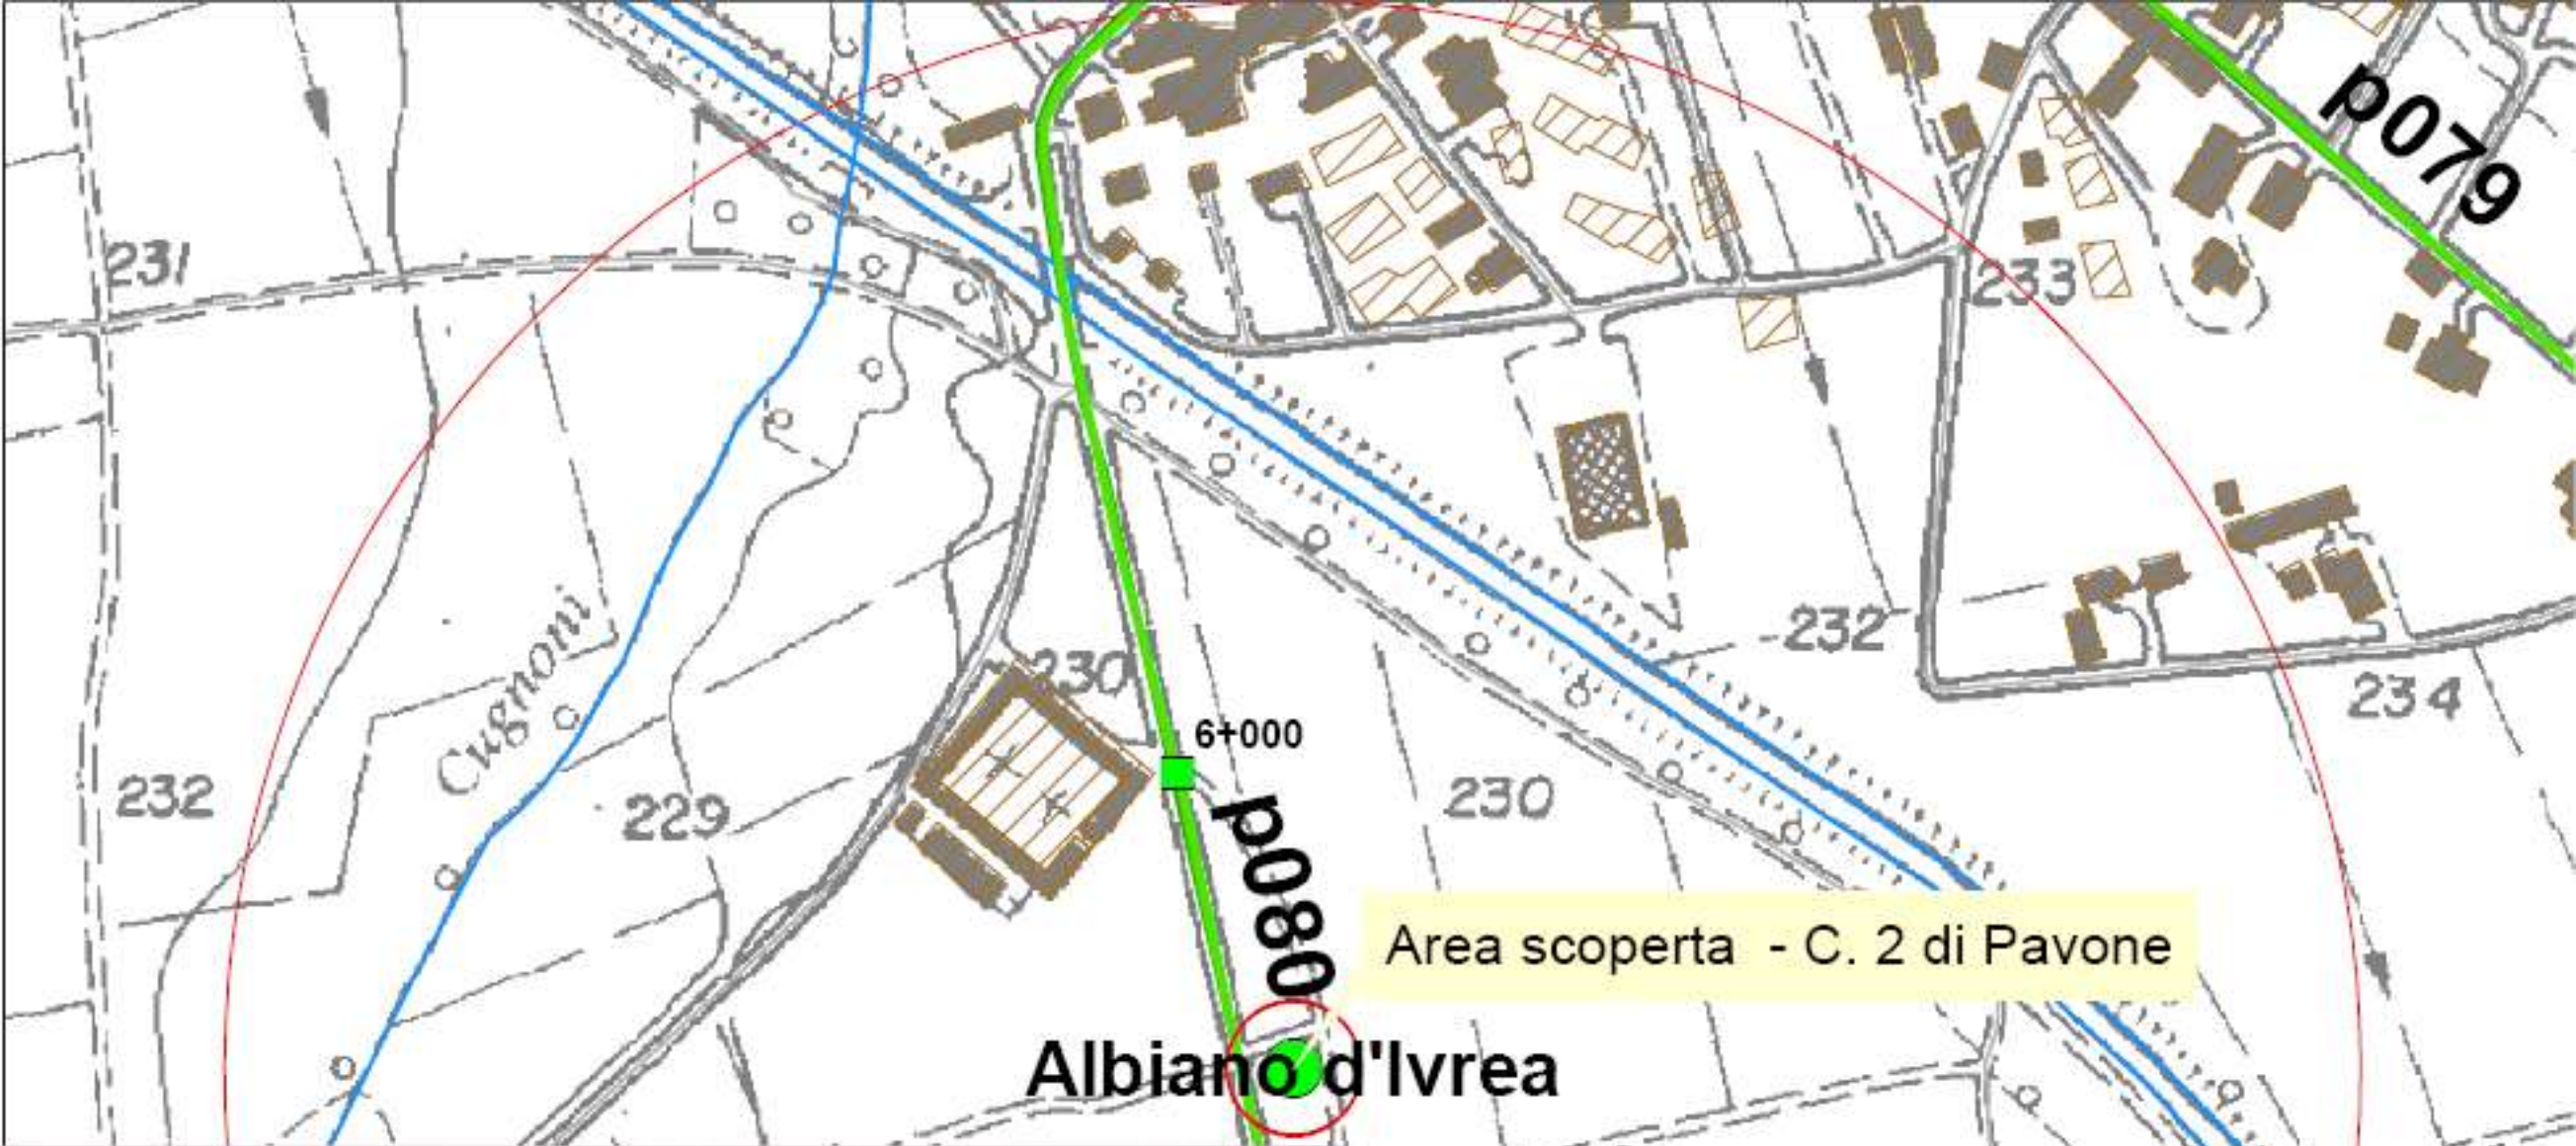 p079
231
233
232
234
Cugnoni
230
6+000
232
229
230
p080
Area scoperta - C. 2 di Pavone
Albiano d'Ivrea